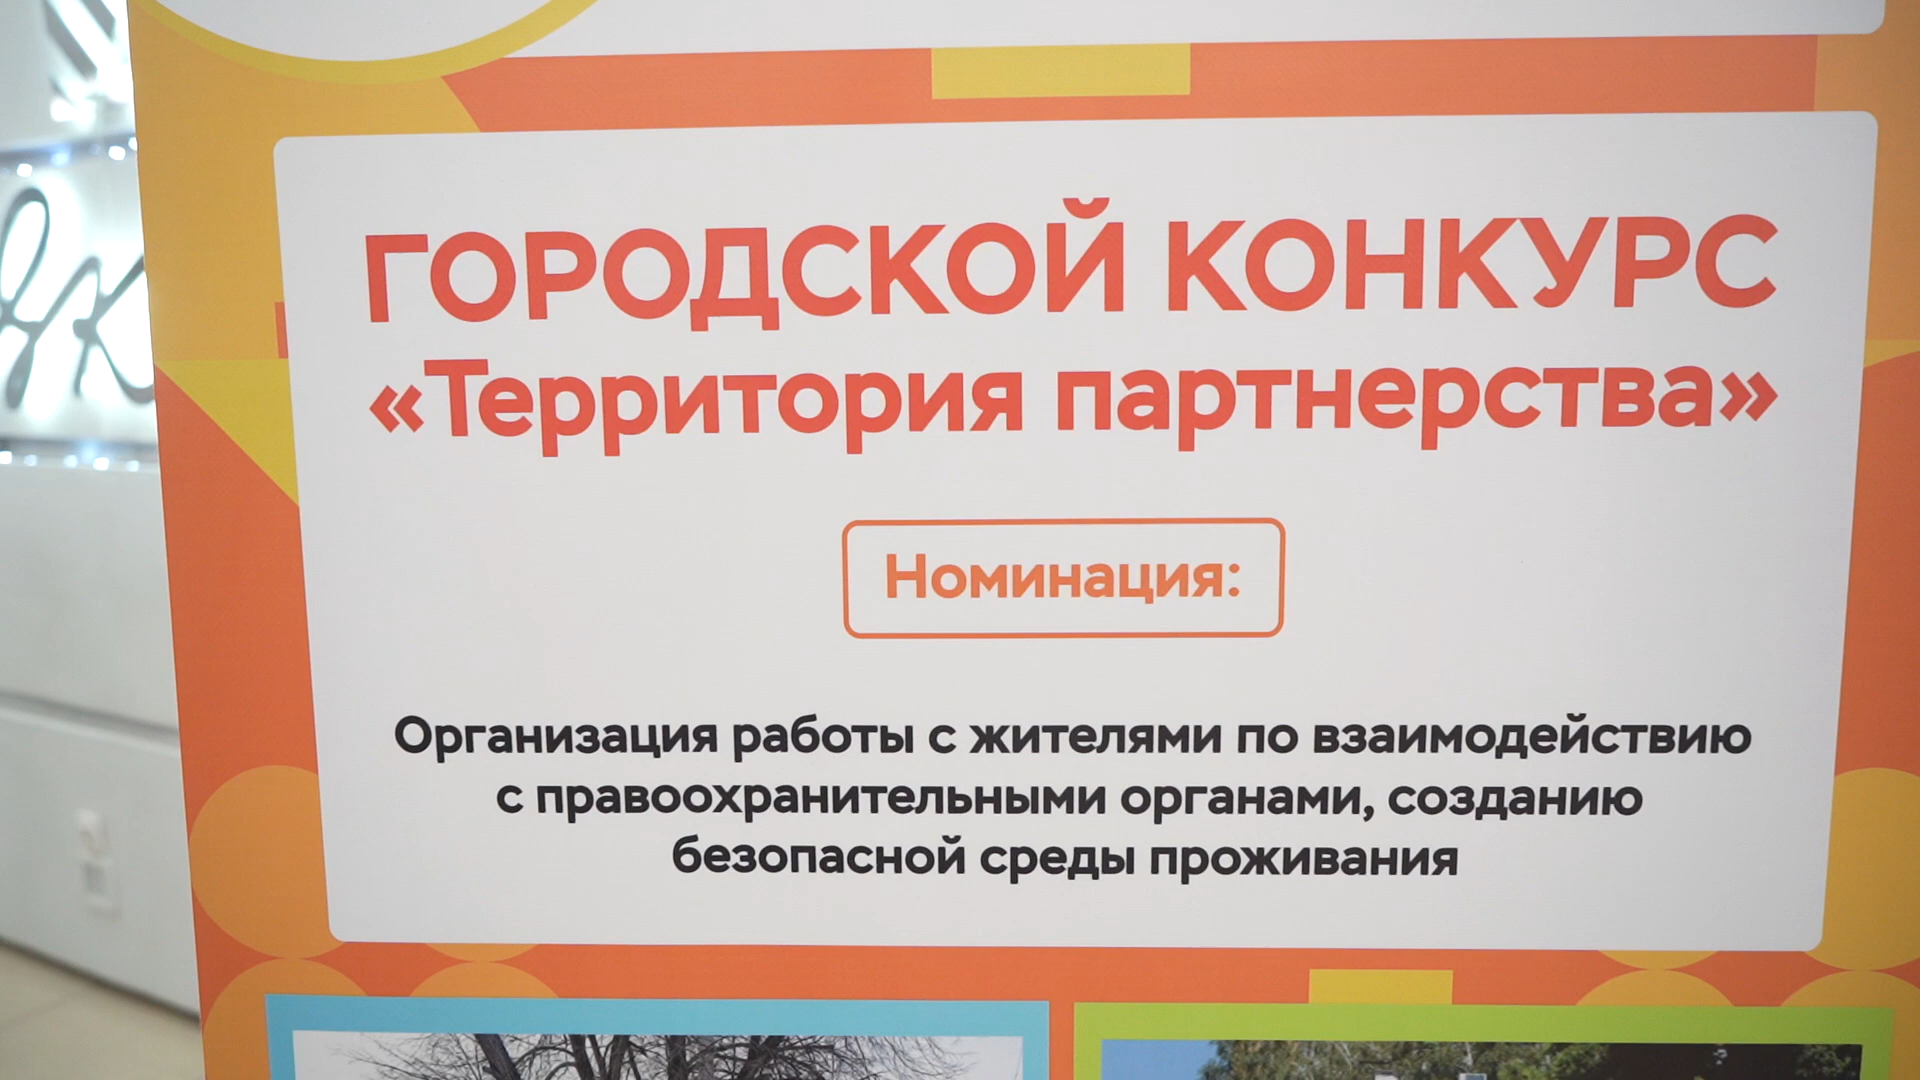 ГОРОДСКОЙ КОНКУРС
«Территория партнерства»
Номинация:
Организация работы с жителями по взаимодействию
с правоохранительными органами, созданию
безопасной среды проживания